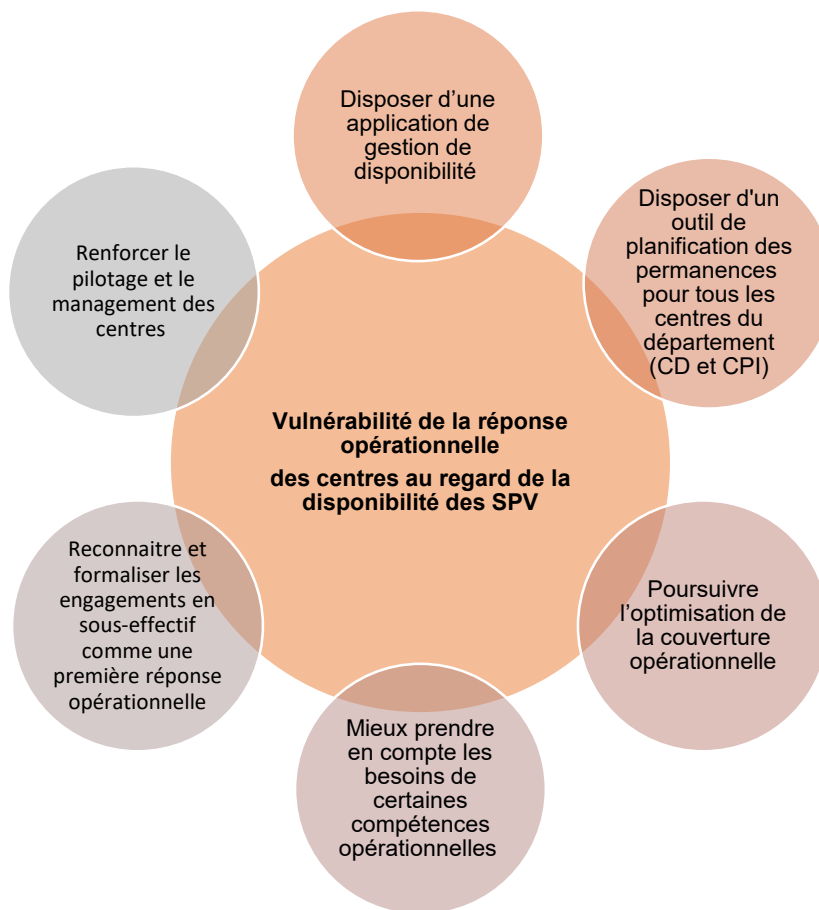 Disposer d’une
application de
gestion de
disponibilité
Disposer d'un
outil de
planification des
permanences
pour tous les
centres du
département
(CD et CPI)
Renforcer le
pilotage et le
management des
centres
Vulnérabilité de la réponse
opérationnelle
des centres au regard de la
disponibilité des SPV
Reconnaitre et
formaliser les
engagements en
sous-effectif
comme une
première réponse
opérationnelle
Poursuivre
l’optimisation de
la couverture
opérationnelle
Mieux prendre
en compte les
besoins de
certaines
compétences
opérationnelles